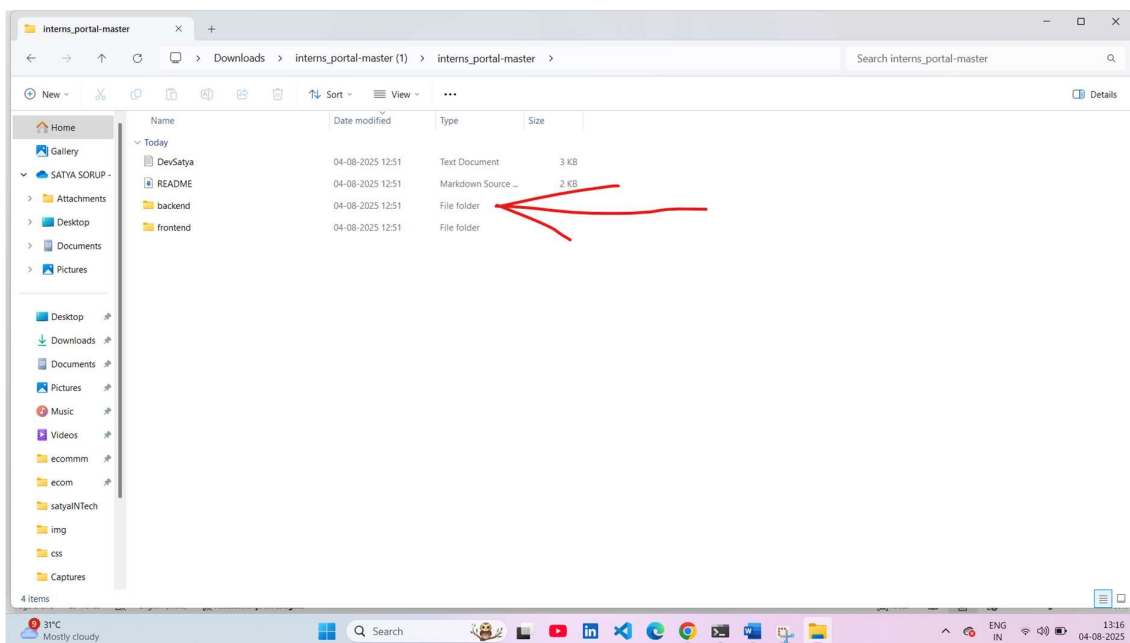 interns_portal-master
Downloads > interns_portal-master (1) > interns_portal-master >
Search interns_portal-master
New
Sort
View
Details
Name Date modified Type Size
Today
DevSatya 04-08-2025 12:51 Text Document 3 KB
README 04-08-2025 12:51 Markdown Source ... 2 KB
backend 04-08-2025 12:51 File folder
frontend 04-08-2025 12:51 File folder
Home
Gallery
SATYA SORUP -
Attachments
Desktop
Documents
Pictures
Desktop
Downloads
Documents
Pictures
Music
Videos
ecommm
ecom
satyaINTech
img
css
Captures
4 items
9
31°C
Mostly cloudy
Search
ENG
IN
13:16
04-08-2025